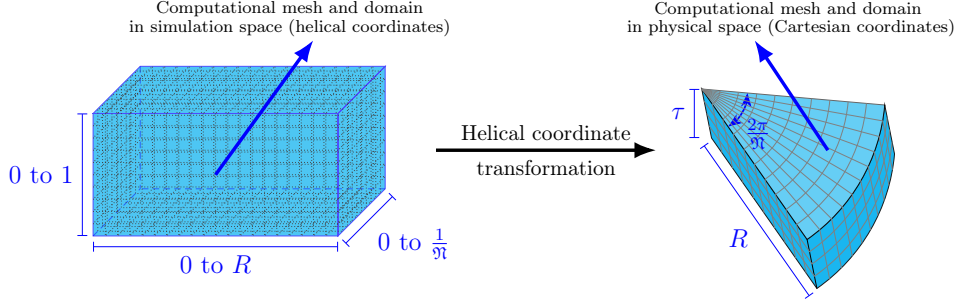 Computational mesh and domain
in simulation space (helical coordinates)
Computational mesh and domain
in physical space (Cartesian coordinates)
0 to 1
0 to R
0 to 1/𝔑
Helical coordinate
transformation
τ
2π/𝔑
R